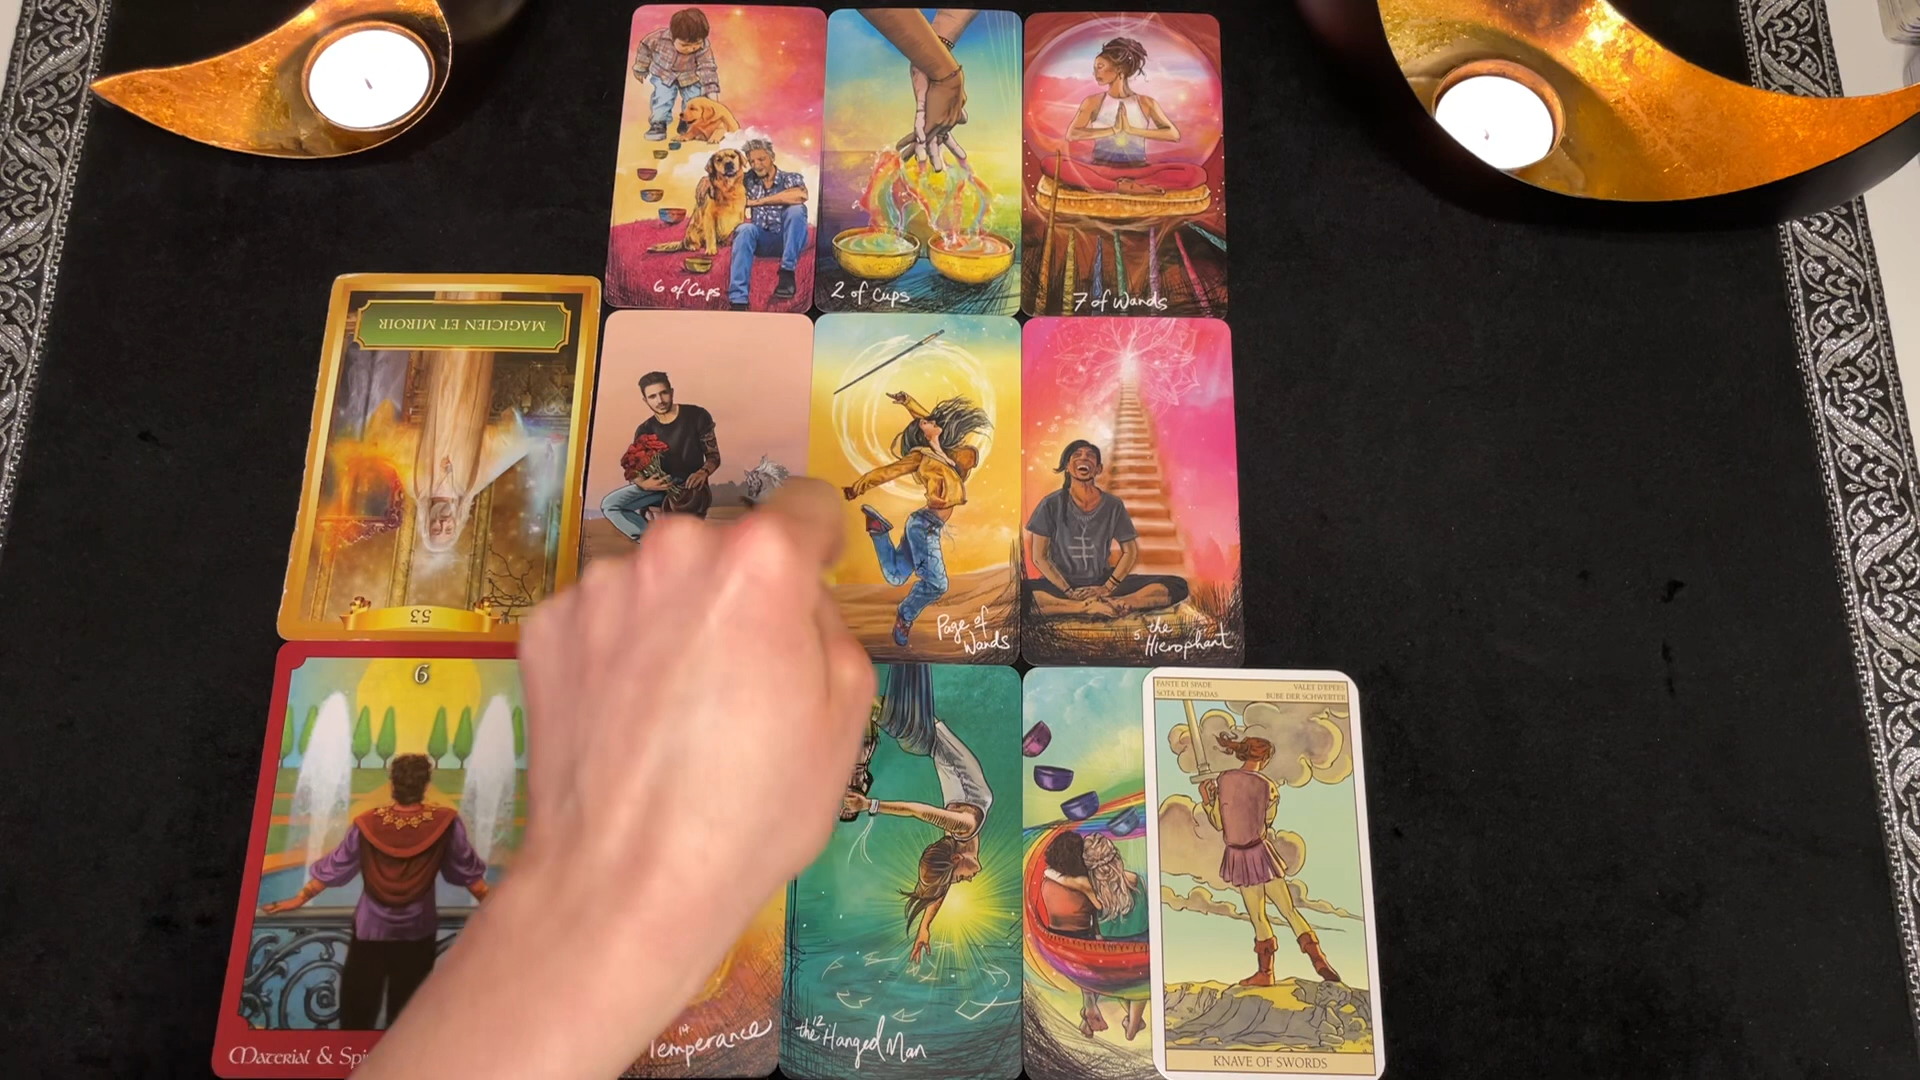 6 of Cups
2 of Cups
7 of Wands
MAGICIEN ET MIROIR
53
Page of
Wands
5 the
Hierophant
6
Material &
14
Temperance
12
the Hanged Man
FANTE DI SPADE
SOTA DE ESPADAS
VALET D'EPEES
BUBE DER SCHWERTER
KNAVE OF SWORDS